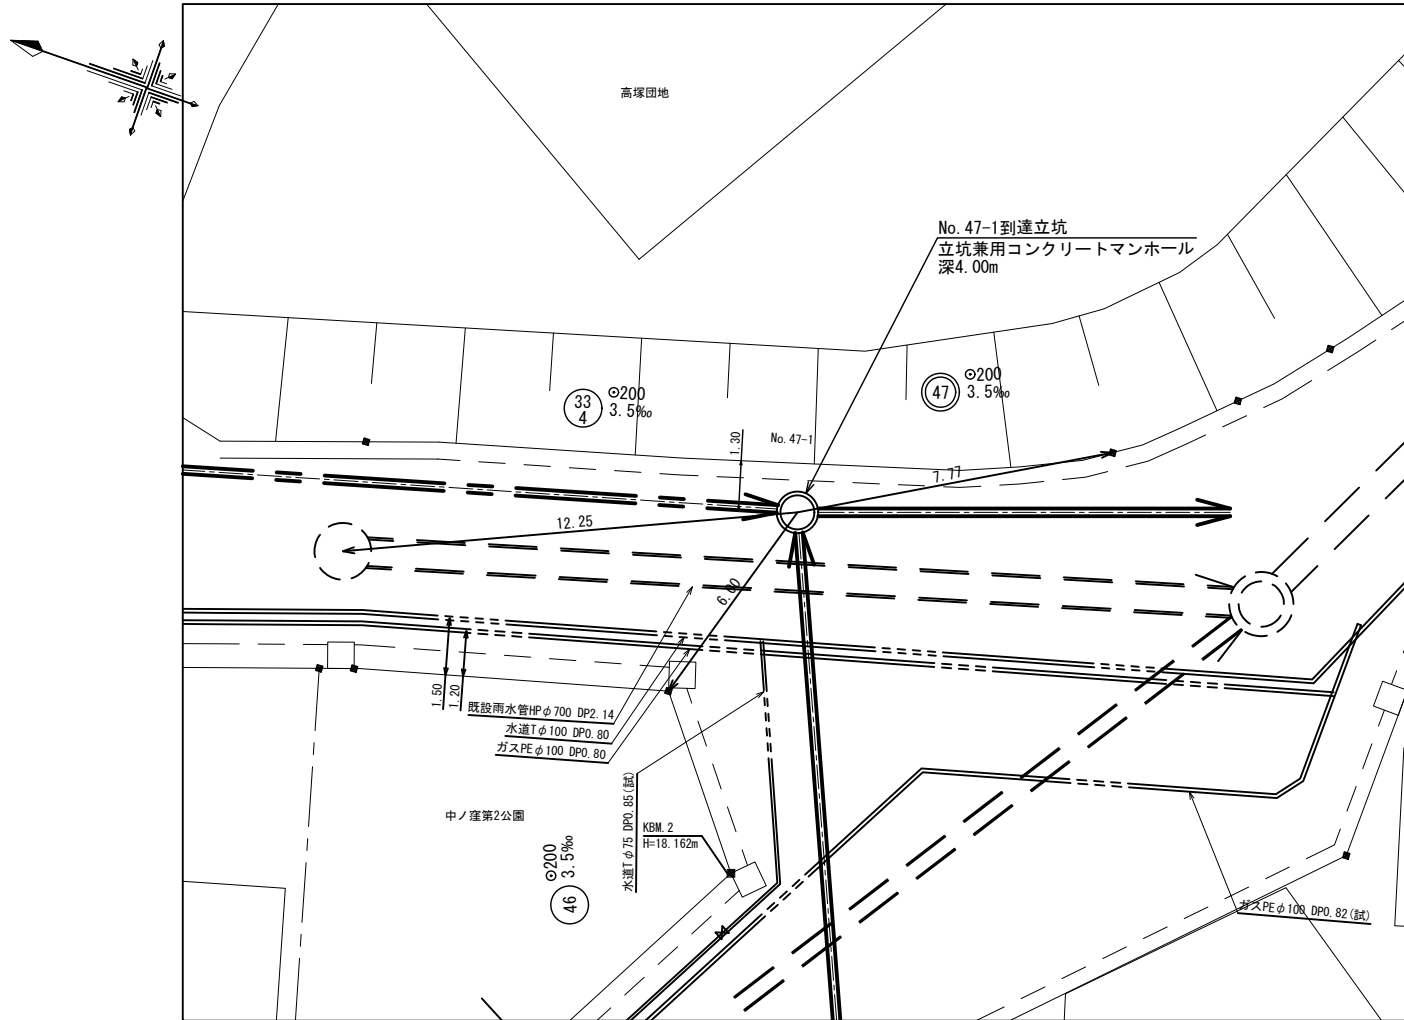 高塚団地
No.47-1到達立坑
立坑兼用コンクリートマンホール
深4.00m
33
4
⊙200
3.5‰
47
⊙200
3.5‰
1.30
No.47-1
7.77
12.25
6.00
1.50
1.20
既設雨水管HPφ700 DP2.14
水道Tφ100 DP0.80
ガスPEφ100 DP0.80
水道Tφ75 DP0.85(試)
中ノ窪第2公園
KBM.2
H=18.162m
⊙200
3.5‰
46
ガスPEφ100 DP0.82(試)